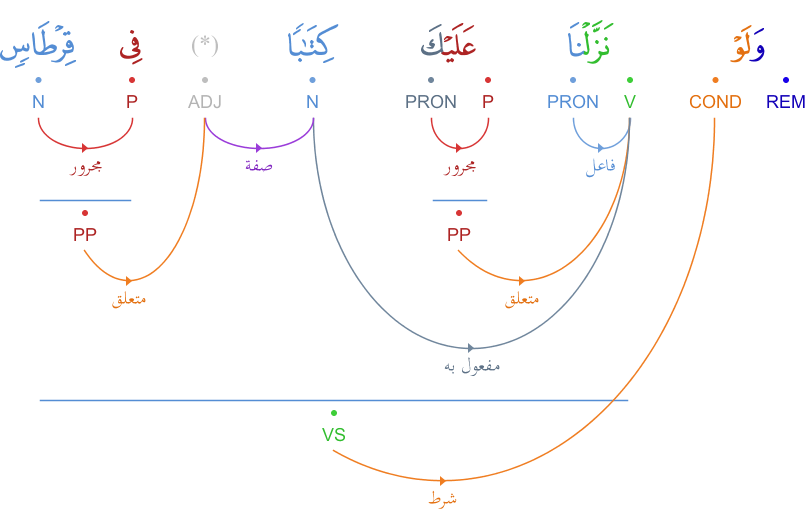 وَلَوْ نَزَّلْنَا عَلَيْكَ كِتَٰبًا (*) فِى قِرْطَاسٍ
N P ADJ N PRON P PRON V COND REM
مجرور صفة مجرور فاعل
PP PP
متعلق متعلق
مفعول به
VS
شرط